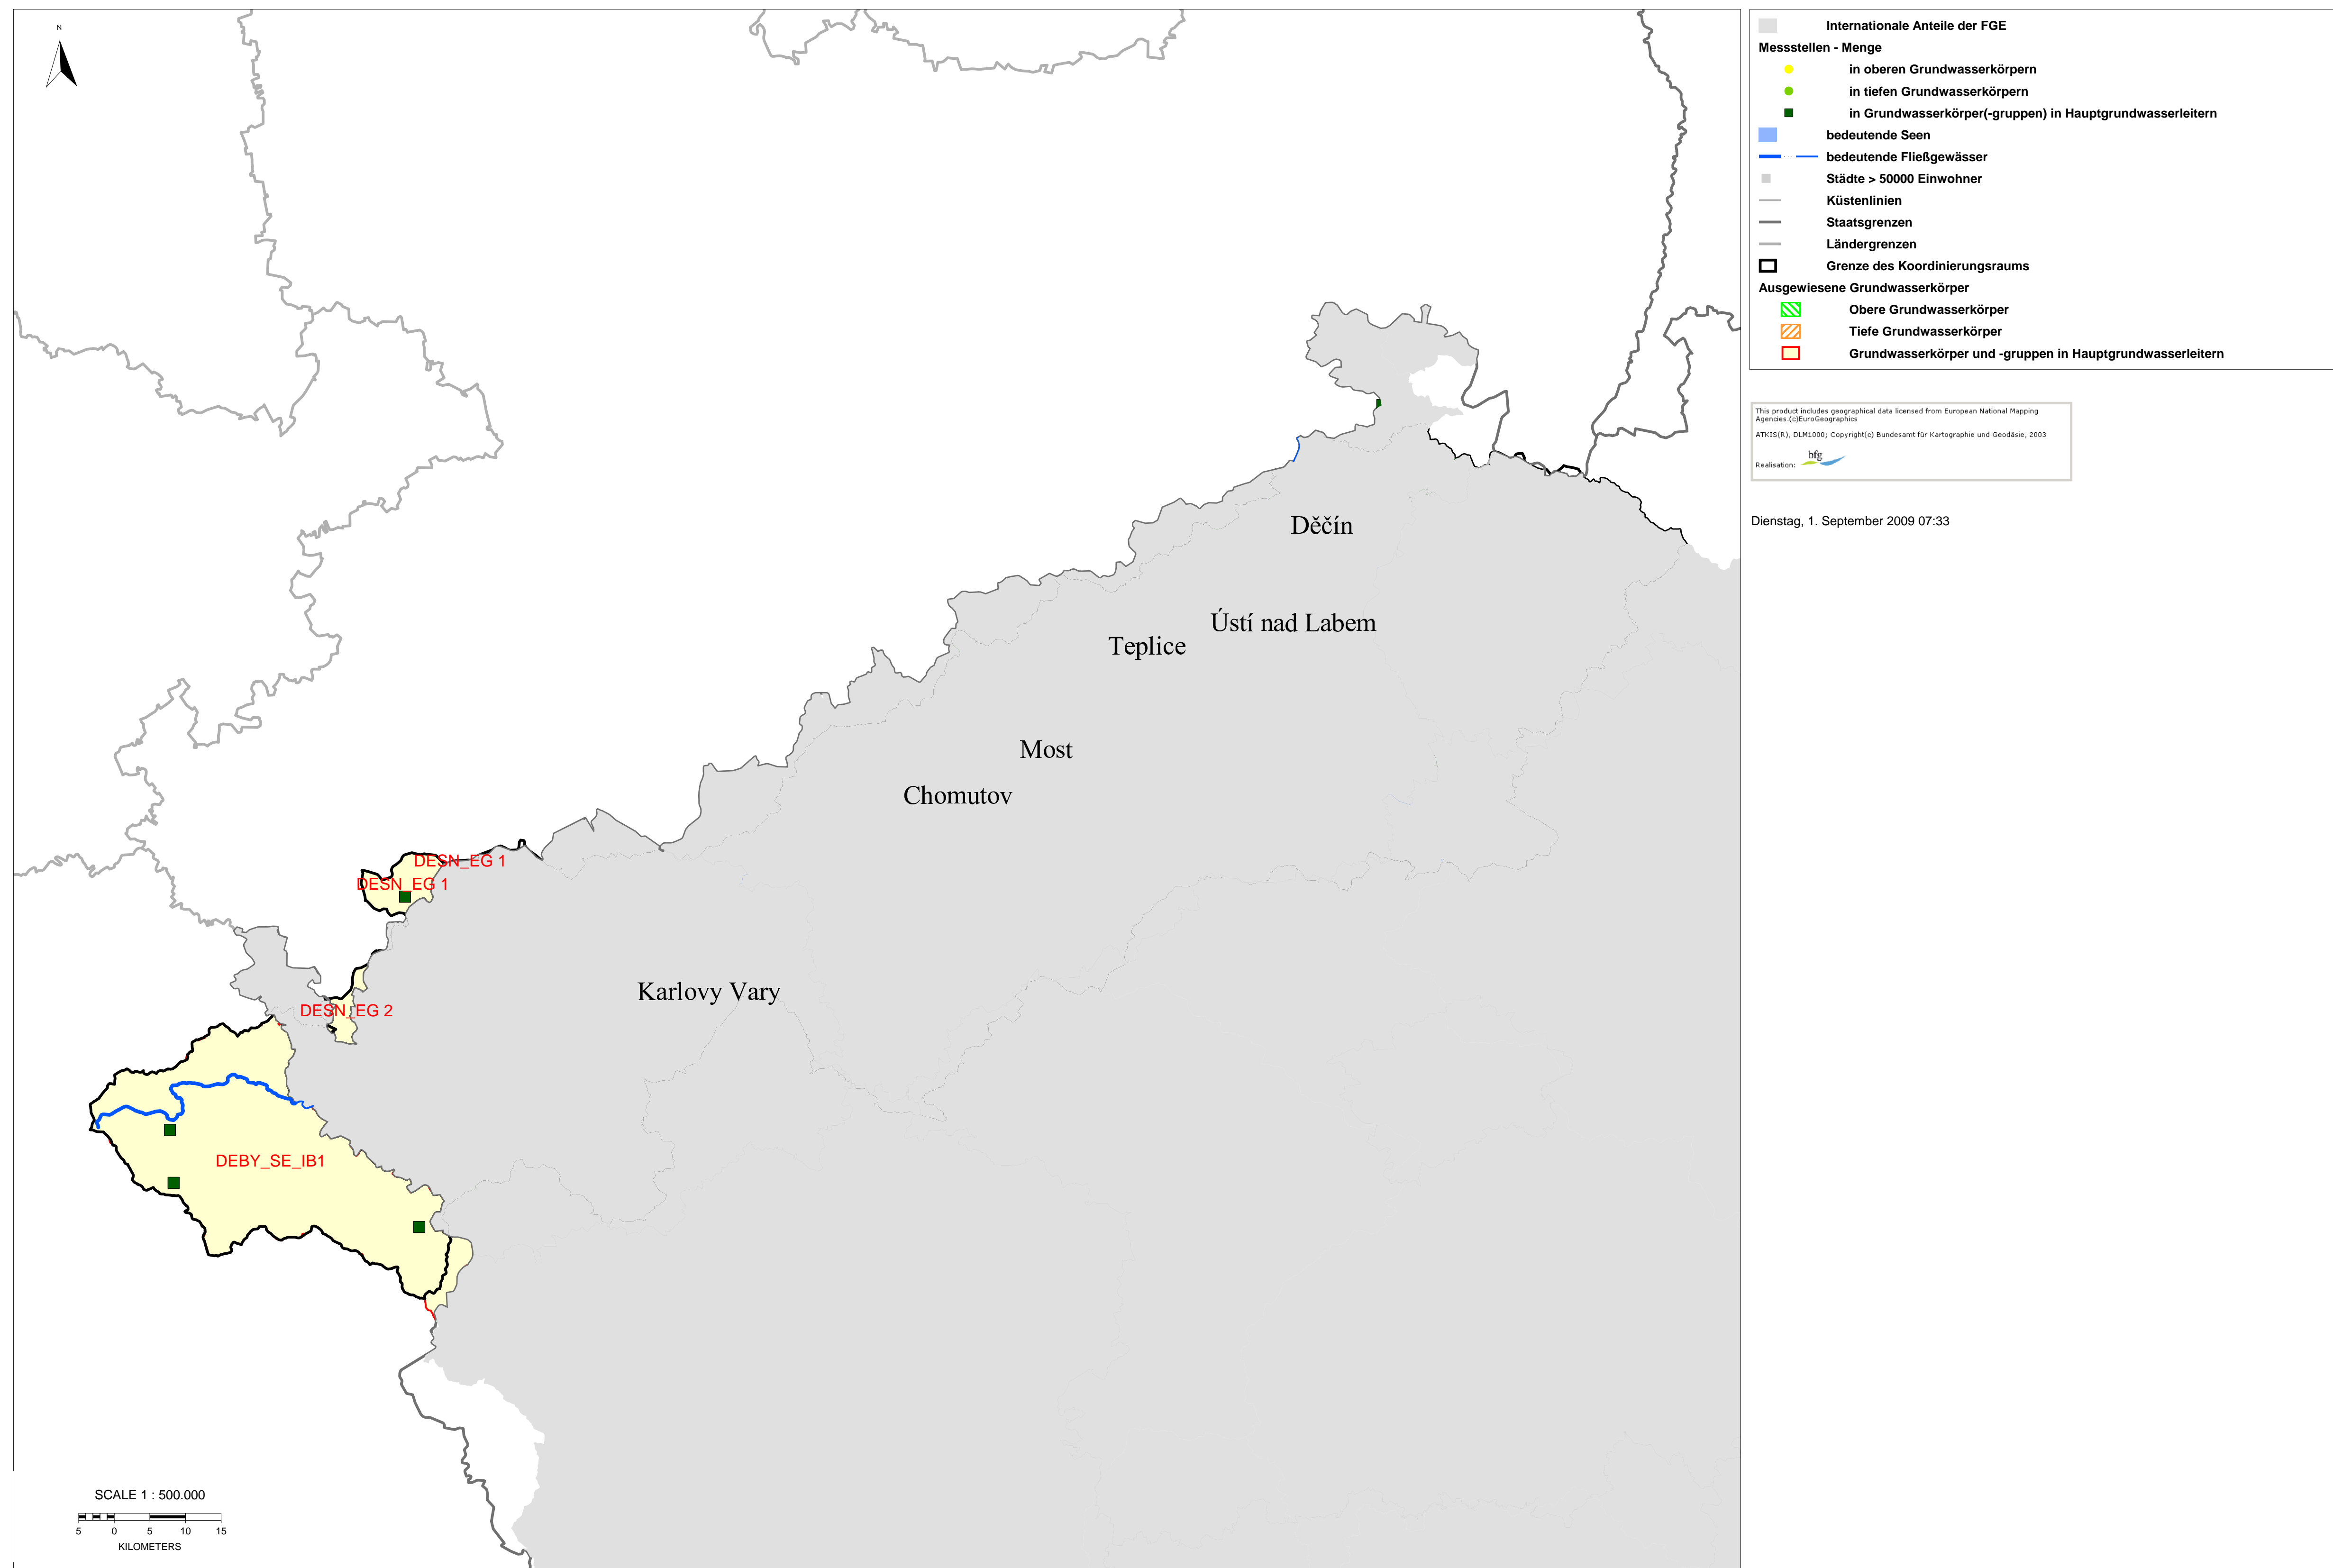 N
Internationale Anteile der FGE
Messstellen - Menge
in oberen Grundwasserkörpern
in tiefen Grundwasserkörpern
in Grundwasserkörper(-gruppen) in Hauptgrundwasserleitern
bedeutende Seen
bedeutende Fließgewässer
Städte > 50000 Einwohner
Küstenlinien
Staatsgrenzen
Ländergrenzen
Grenze des Koordinierungsraums
Ausgewiesene Grundwasserkörper
Obere Grundwasserkörper
Tiefe Grundwasserkörper
Grundwasserkörper und -gruppen in Hauptgrundwasserleitern
This product includes geographical data licensed from European National Mapping
Agencies.(c)EuroGeographics
ATKIS(R), DLM1000; Copyright(c) Bundesamt für Kartographie und Geodäsie, 2003
Realisation: bfg
Dienstag, 1. September 2009 07:33
Děčín
Ústí nad Labem
Teplice
Most
Chomutov
DESN_EG 1
DESN_EG 1
Karlovy Vary
DESN_EG 2
DEBY_SE_IB1
SCALE 1 : 500.000
5 0 5 10 15
KILOMETERS